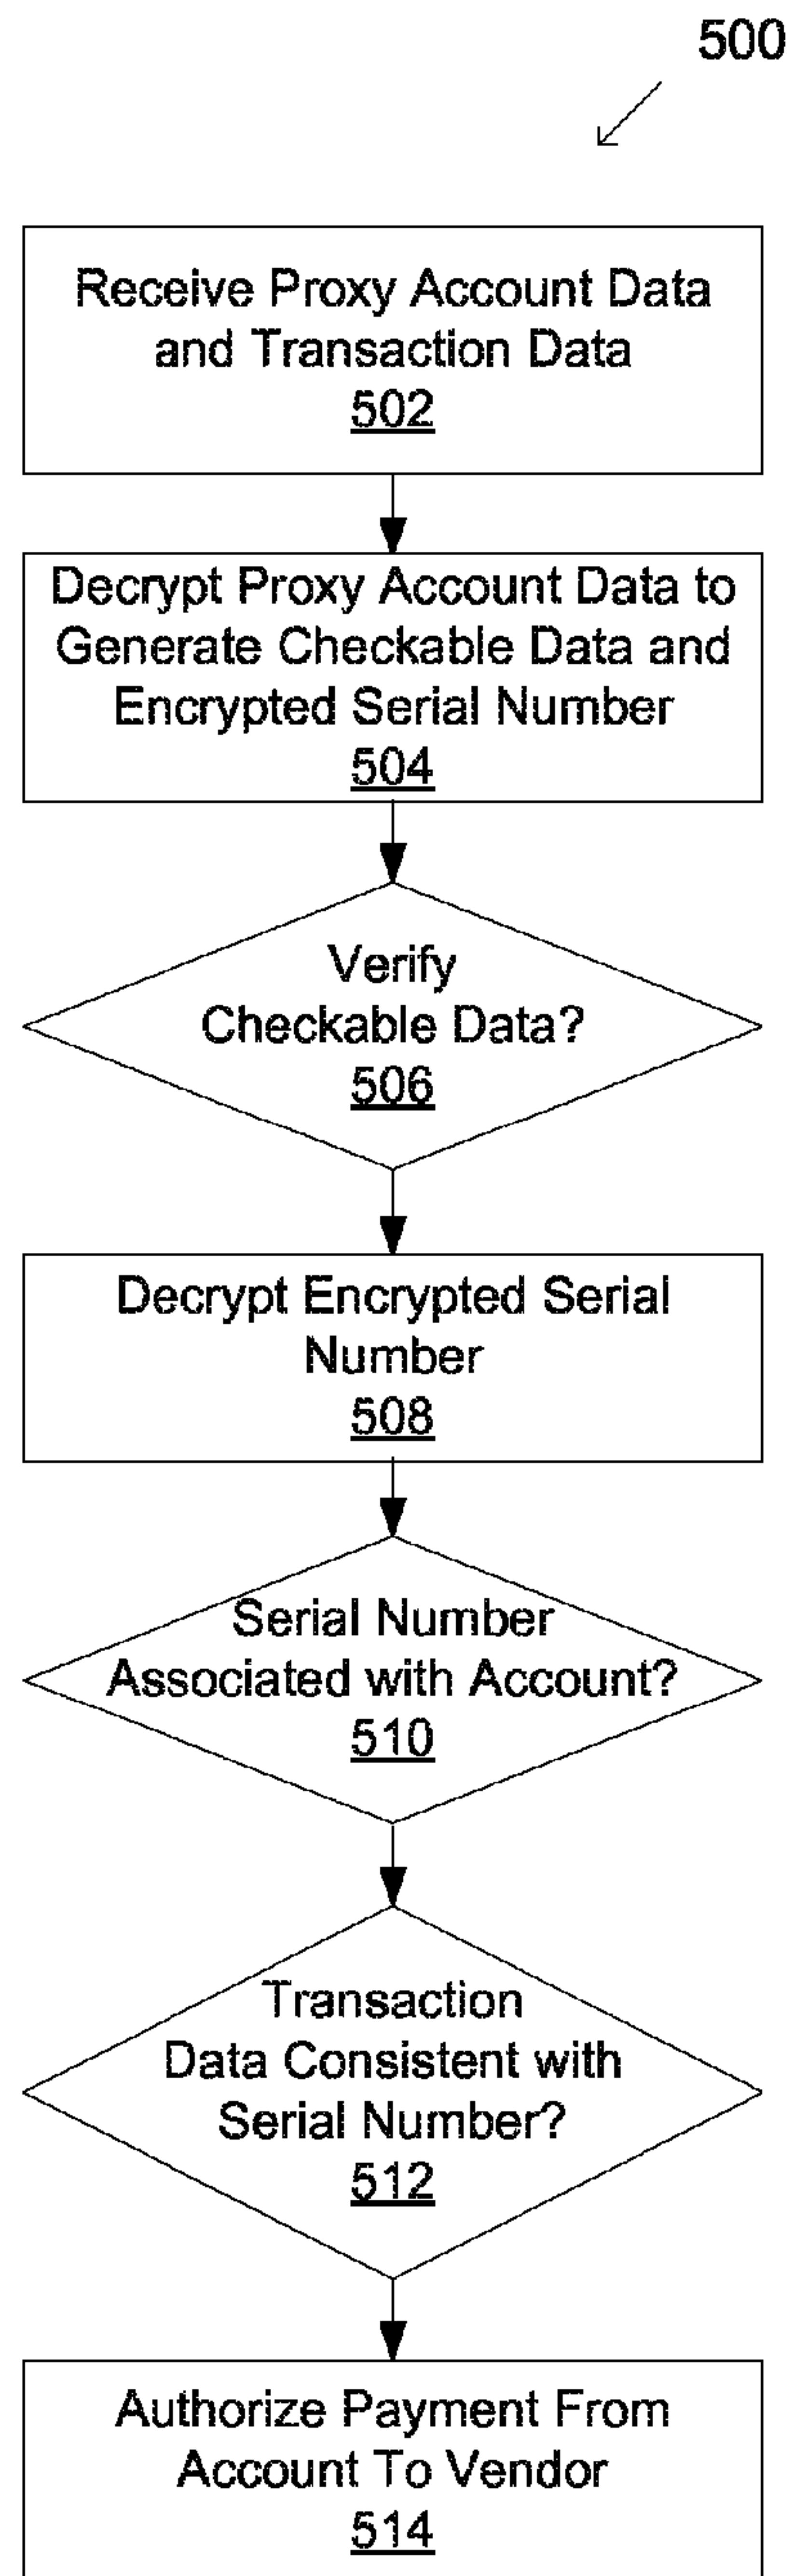 500
Receive Proxy Account Data
and Transaction Data
502
Decrypt Proxy Account Data to
Generate Checkable Data and
Encrypted Serial Number
504
Verify
Checkable Data?
506
Decrypt Encrypted Serial
Number
508
Serial Number
Associated with Account?
510
Transaction
Data Consistent with
Serial Number?
512
Authorize Payment From
Account To Vendor
514